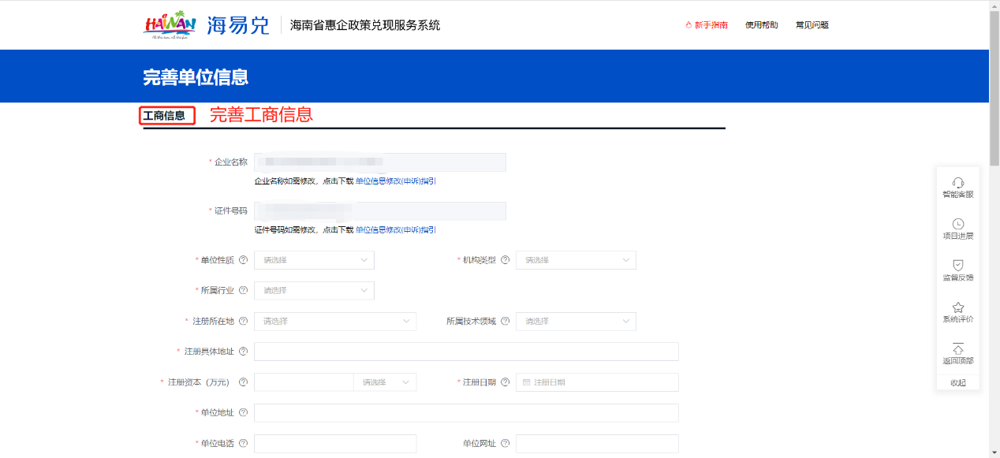 HAINAN
海易兑
海南省惠企政策兑现服务系统
新手指南
使用帮助
常见问题
完善单位信息
工商信息
完善工商信息
* 企业名称
企业名称如需修改，点击下载 单位信息修改(申诉)指引
* 证件号码
证件号码如需修改，点击下载 单位信息修改(申诉)指引
* 单位性质 ? 请选择
* 机构类型 ? 请选择
* 所属行业 ? 请选择
* 注册所在地 ? 请选择
所属技术领域 ? 请选择
* 注册具体地址 ?
* 注册资本（万元） ? 请选择
* 注册日期 ? 注册日期
* 单位地址 ?
* 单位电话 ?
单位网址 ?
智能客服
项目进展
监督反馈
系统评价
返回顶部
收起